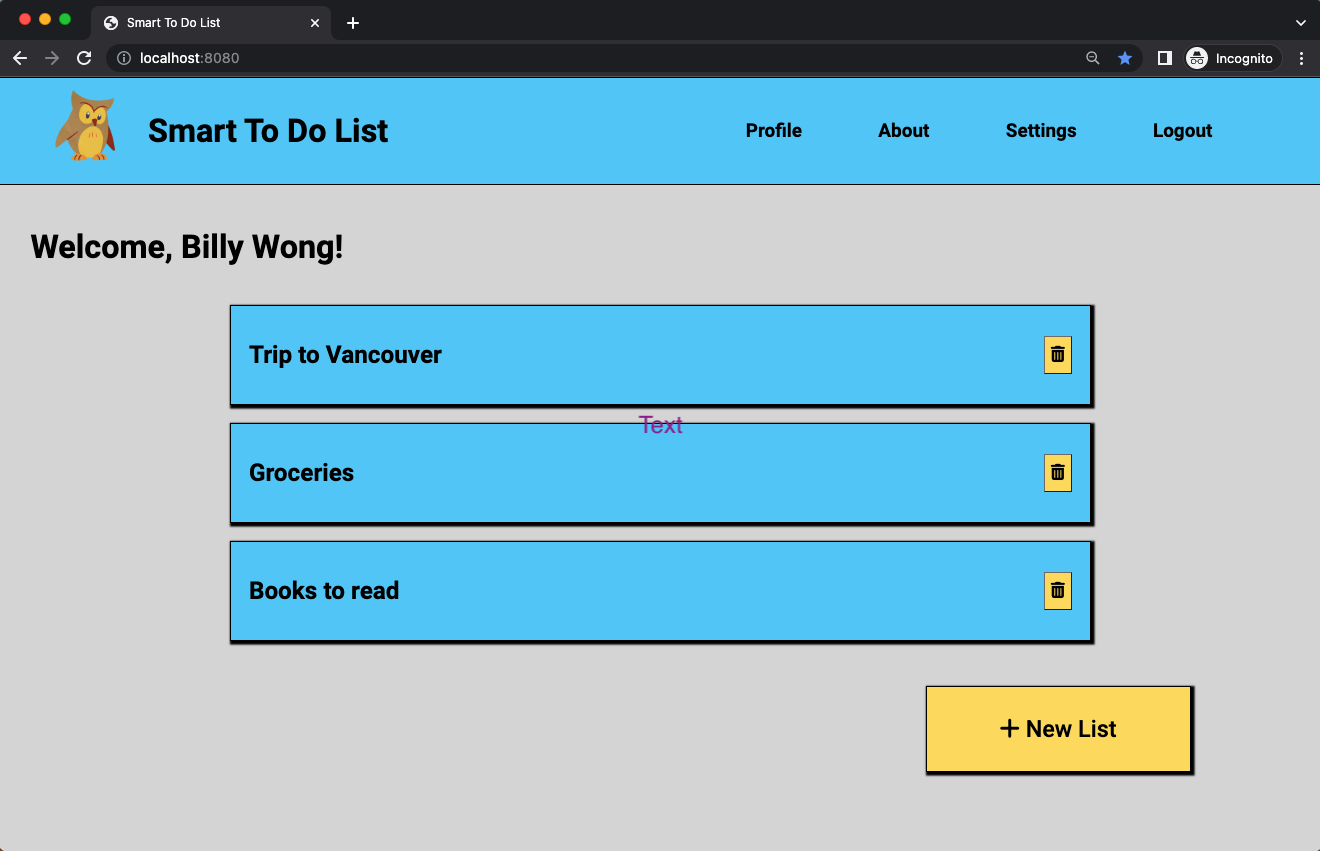 Smart To Do List
localhost:8080
Incognito
Smart To Do List
Profile
About
Settings
Logout
Welcome, Billy Wong!
Trip to Vancouver
Text
Groceries
Books to read
+ New List